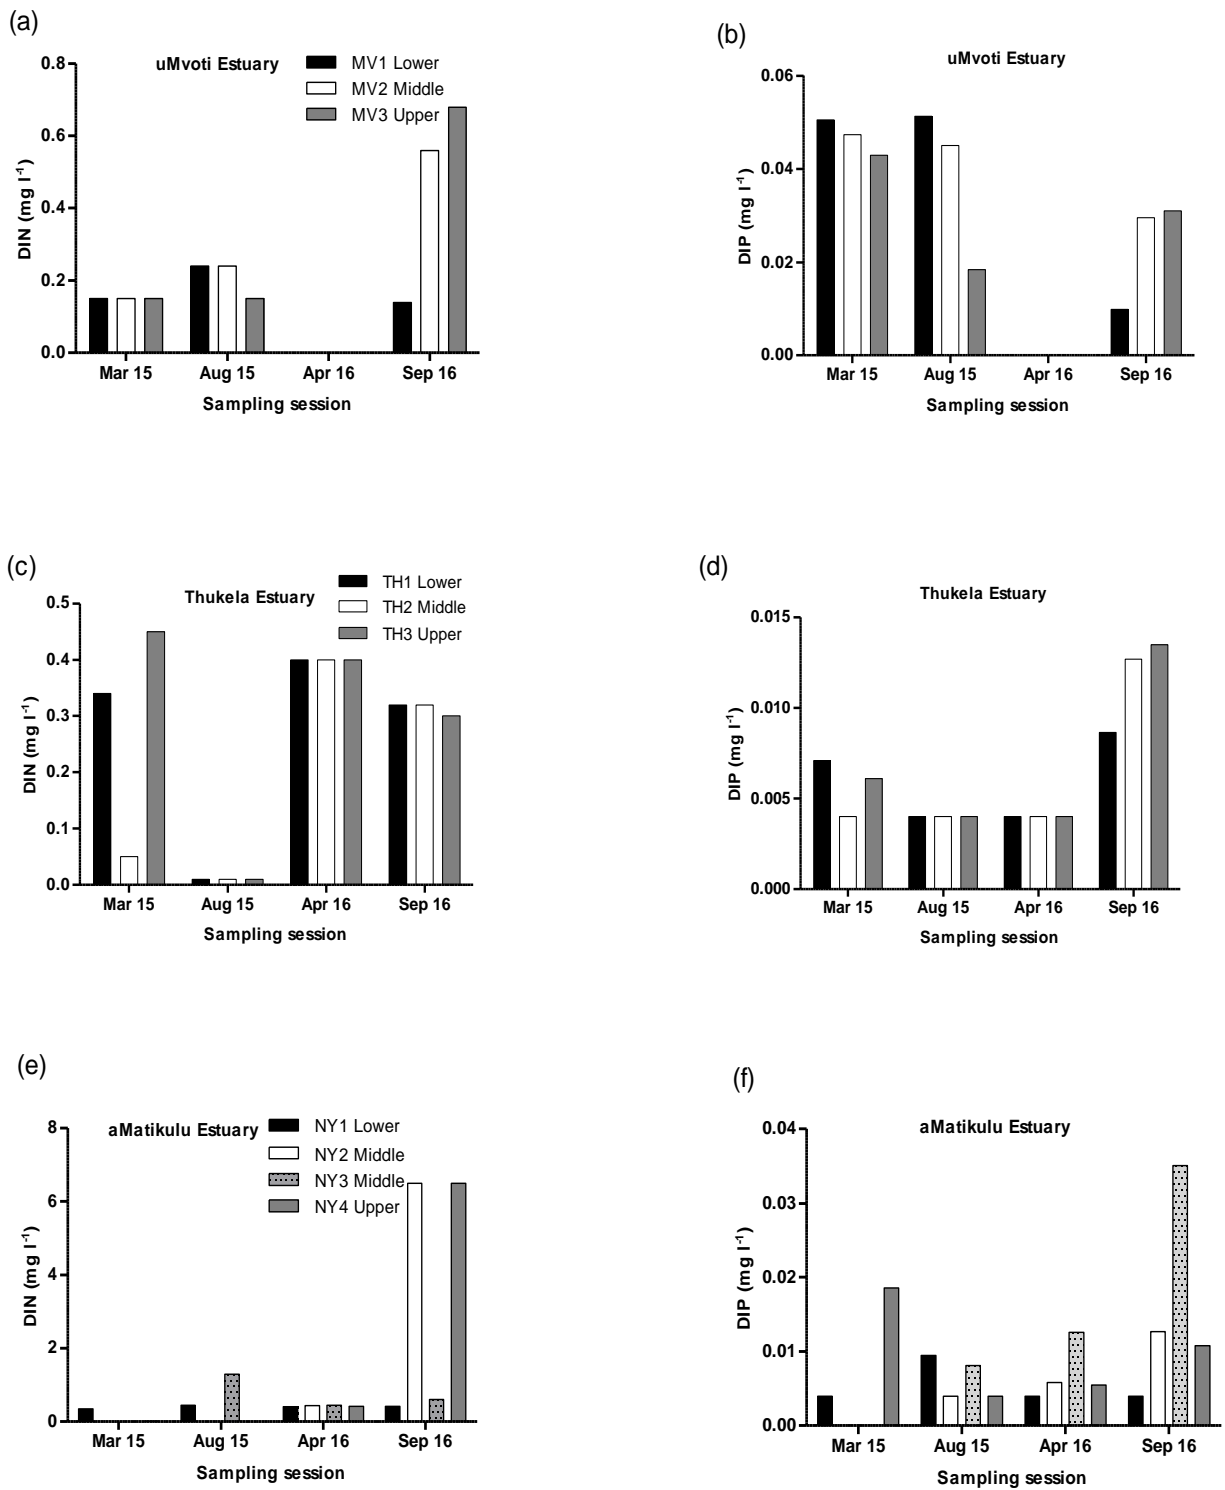 (a)
uMvoti Estuary
MV1 Lower
MV2 Middle
MV3 Upper
DIN (mg l-1)
0.8
0.6
0.4
0.2
0.0
Mar 15 Aug 15 Apr 16 Sep 16
Sampling session
(b)
uMvoti Estuary
DIP (mg l-1)
0.06
0.04
0.02
0.00
Mar 15 Aug 15 Apr 16 Sep 16
Sampling session
(c)
Thukela Estuary
TH1 Lower
TH2 Middle
TH3 Upper
DIN (mg l-1)
0.5
0.4
0.3
0.2
0.1
0.0
Mar 15 Aug 15 Apr 16 Sep 16
Sampling session
(d)
Thukela Estuary
DIP (mg l-1)
0.015
0.010
0.005
0.000
Mar 15 Aug 15 Apr 16 Sep 16
Sampling session
(e)
aMatikulu Estuary
NY1 Lower
NY2 Middle
NY3 Middle
NY4 Upper
DIN (mg l-1)
8
6
4
2
0
Mar 15 Aug 15 Apr 16 Sep 16
Sampling session
(f)
aMatikulu Estuary
DIP (mg l-1)
0.04
0.03
0.02
0.01
0.00
Mar 15 Aug 15 Apr 16 Sep 16
Sampling session